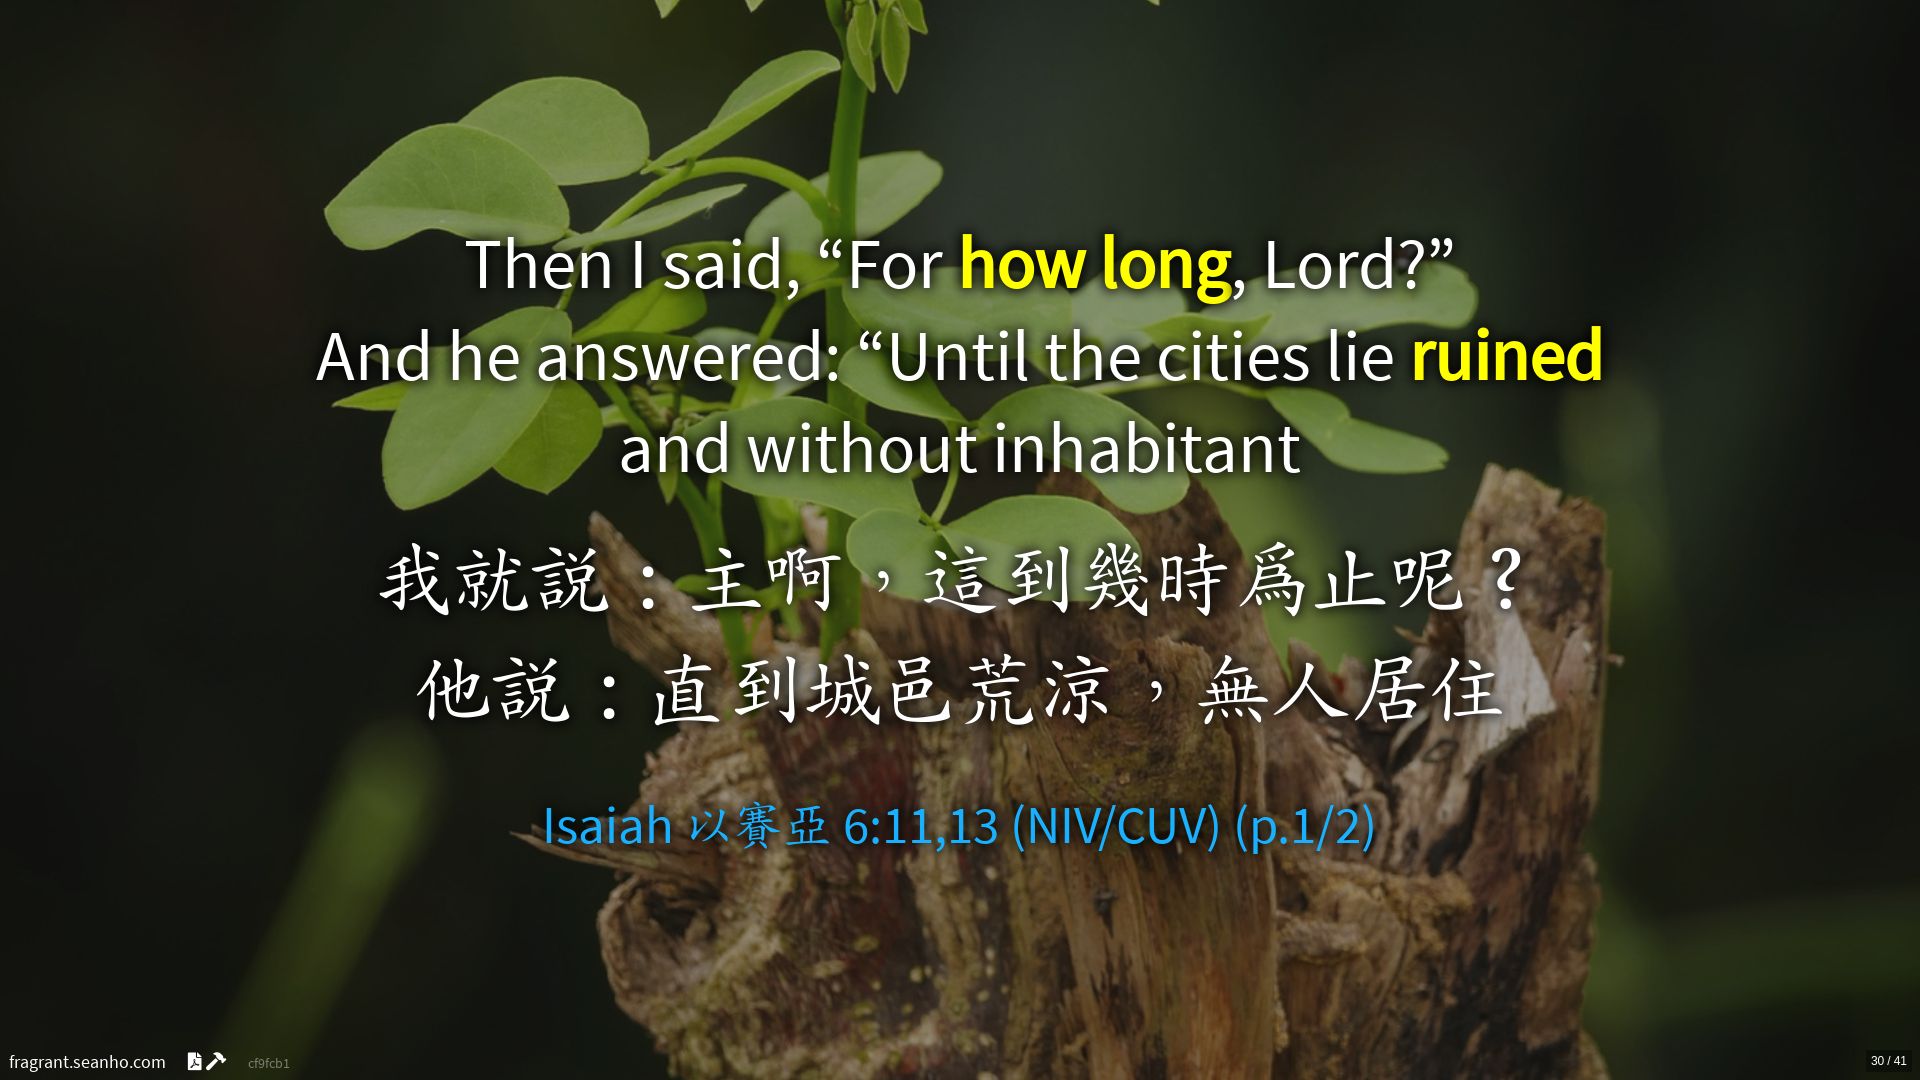 Then I said, “For how long, Lord?”
And he answered: “Until the cities lie ruined
and without inhabitant
我就説：主啊，這到幾時爲止呢？
他説：直到城邑荒涼，無人居住
Isaiah 以賽亞 6:11,13 (NIV/CUV) (p.1/2)
fragrant.seanho.com cf9fcb1 30 / 41